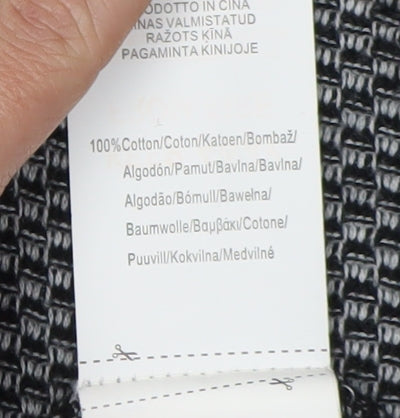 ODOTTO IN CINA
INAS VALMISTATUD
RAŽOTS ĶĪNĀ
PAGAMINTA KINIJOJE
100%Cotton/Coton/Katoen/Bombaž/
Algodón/Pamut/Bavlna/Bavlna/
Algodão/Bómull/Bawełna/
Baumwolle/Βαμβάκι/Cotone/
Puuvill/Kokvilna/Medvilnė